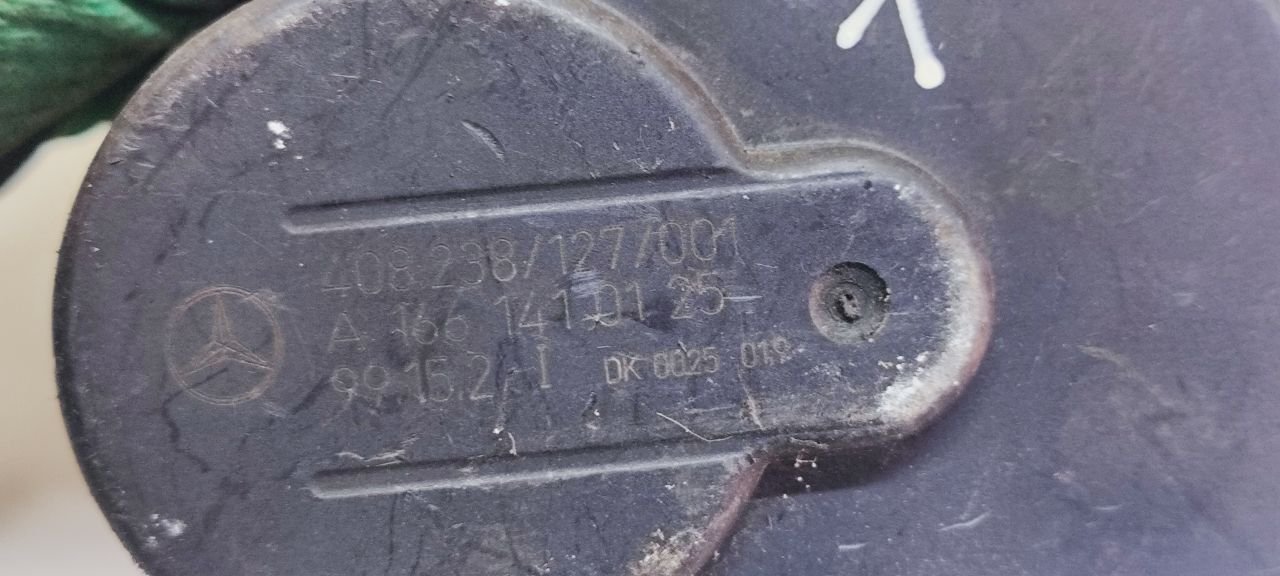 408 238/127/001
A 166 141 01 25
99.15.2 I DK 0025 019